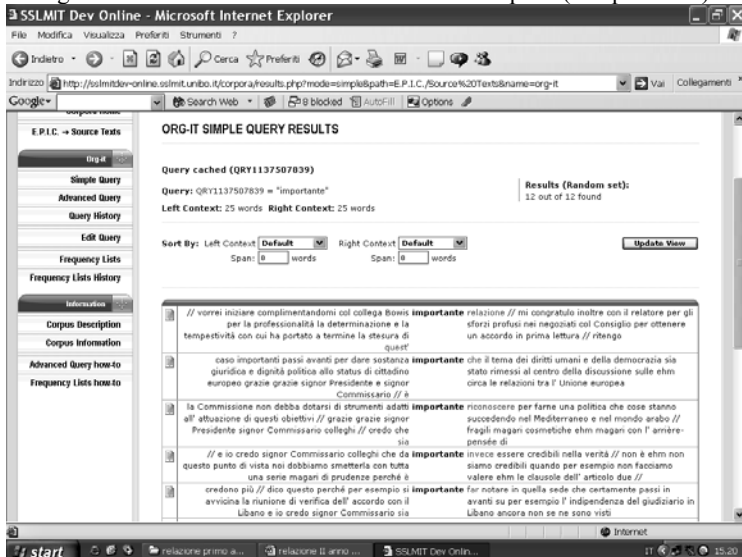 SSLMIT Dev Online - Microsoft Internet Explorer
File Modifica Visualizza Preferiti Strumenti ?
Indietro Cerca Preferiti
Indirizzo http://sslmitdev-online.sslmit.unibo.it/corpora/results.php?mode=simple&path=E.P.I.C./Source%20Texts&name=org-it Vai Collegamenti
Google Search Web 8 blocked AutoFill Options
E.P.I.C. → Source Texts
Org-it
Simple Query
Advanced Query
Query History
Edit Query
Frequency Lists
Frequency Lists History
Information
Corpus Description
Corpus Information
Advanced Query how-to
Frequency Lists how-to
ORG-IT SIMPLE QUERY RESULTS
Query cached (QRY1137507839)
Query: QRY1137507839 = "importante"
Left Context: 25 words Right Context: 25 words
Results (Random set):
12 out of 12 found
Sort By: Left Context Default Right Context Default Update View
Span: 0 words Span: 0 words
// vorrei iniziare complimentandomi col collega Bowis importante relazione // mi congratulo inoltre con il relatore per gli
per la professionalità la determinazione e la sforzi profusi nei negoziati col Consiglio per ottenere
tempestività con cui ha portato a termine la stesura di un accordo in prima lettura // ritengo
quest'
caso importanti passi avanti per dare sostanza importante che il tema dei diritti umani e della democrazia sia
giuridica e dignità politica allo status di cittadino stato rimessi al centro della discussione sulle ehm
europeo grazie grazie signor Presidente e signor circa le relazioni tra l' Unione europea
Commissario // è
la Commissione non debba dotarsi di strumenti adatti importante riconoscere per farne una politica che cose stanno
all' attuazione di questi obiettivi // grazie grazie signor succedendo nel Mediterraneo e nel mondo arabo //
Presidente signor Commissario colleghi // credo che fragili magari cosmetiche ehm magari con l' arrière-
sia pensée di
// e io credo signor Commissario colleghi che da importante invece essere credibili nella verità // non è ehm non
questo punto di vista noi dobbiamo smetterla con tutta siamo credibili quando per esempio non facciamo
una serie magari di prudenze perché è valere ehm le clausole dell' articolo due //
credono più // dico questo perché per esempio si importante far notare in quella sede che certamente passi in
avvicina la riunione di verifica dell' accordo con il avanti su per esempio l' indipendenza del giudiziario in
Libano e io credo signor Commissario sia Libano ancora non se ne sono visti
Internet
start relazione primo a... relazione II anno ... SSLMIT Dev Onlin... IT 15.20